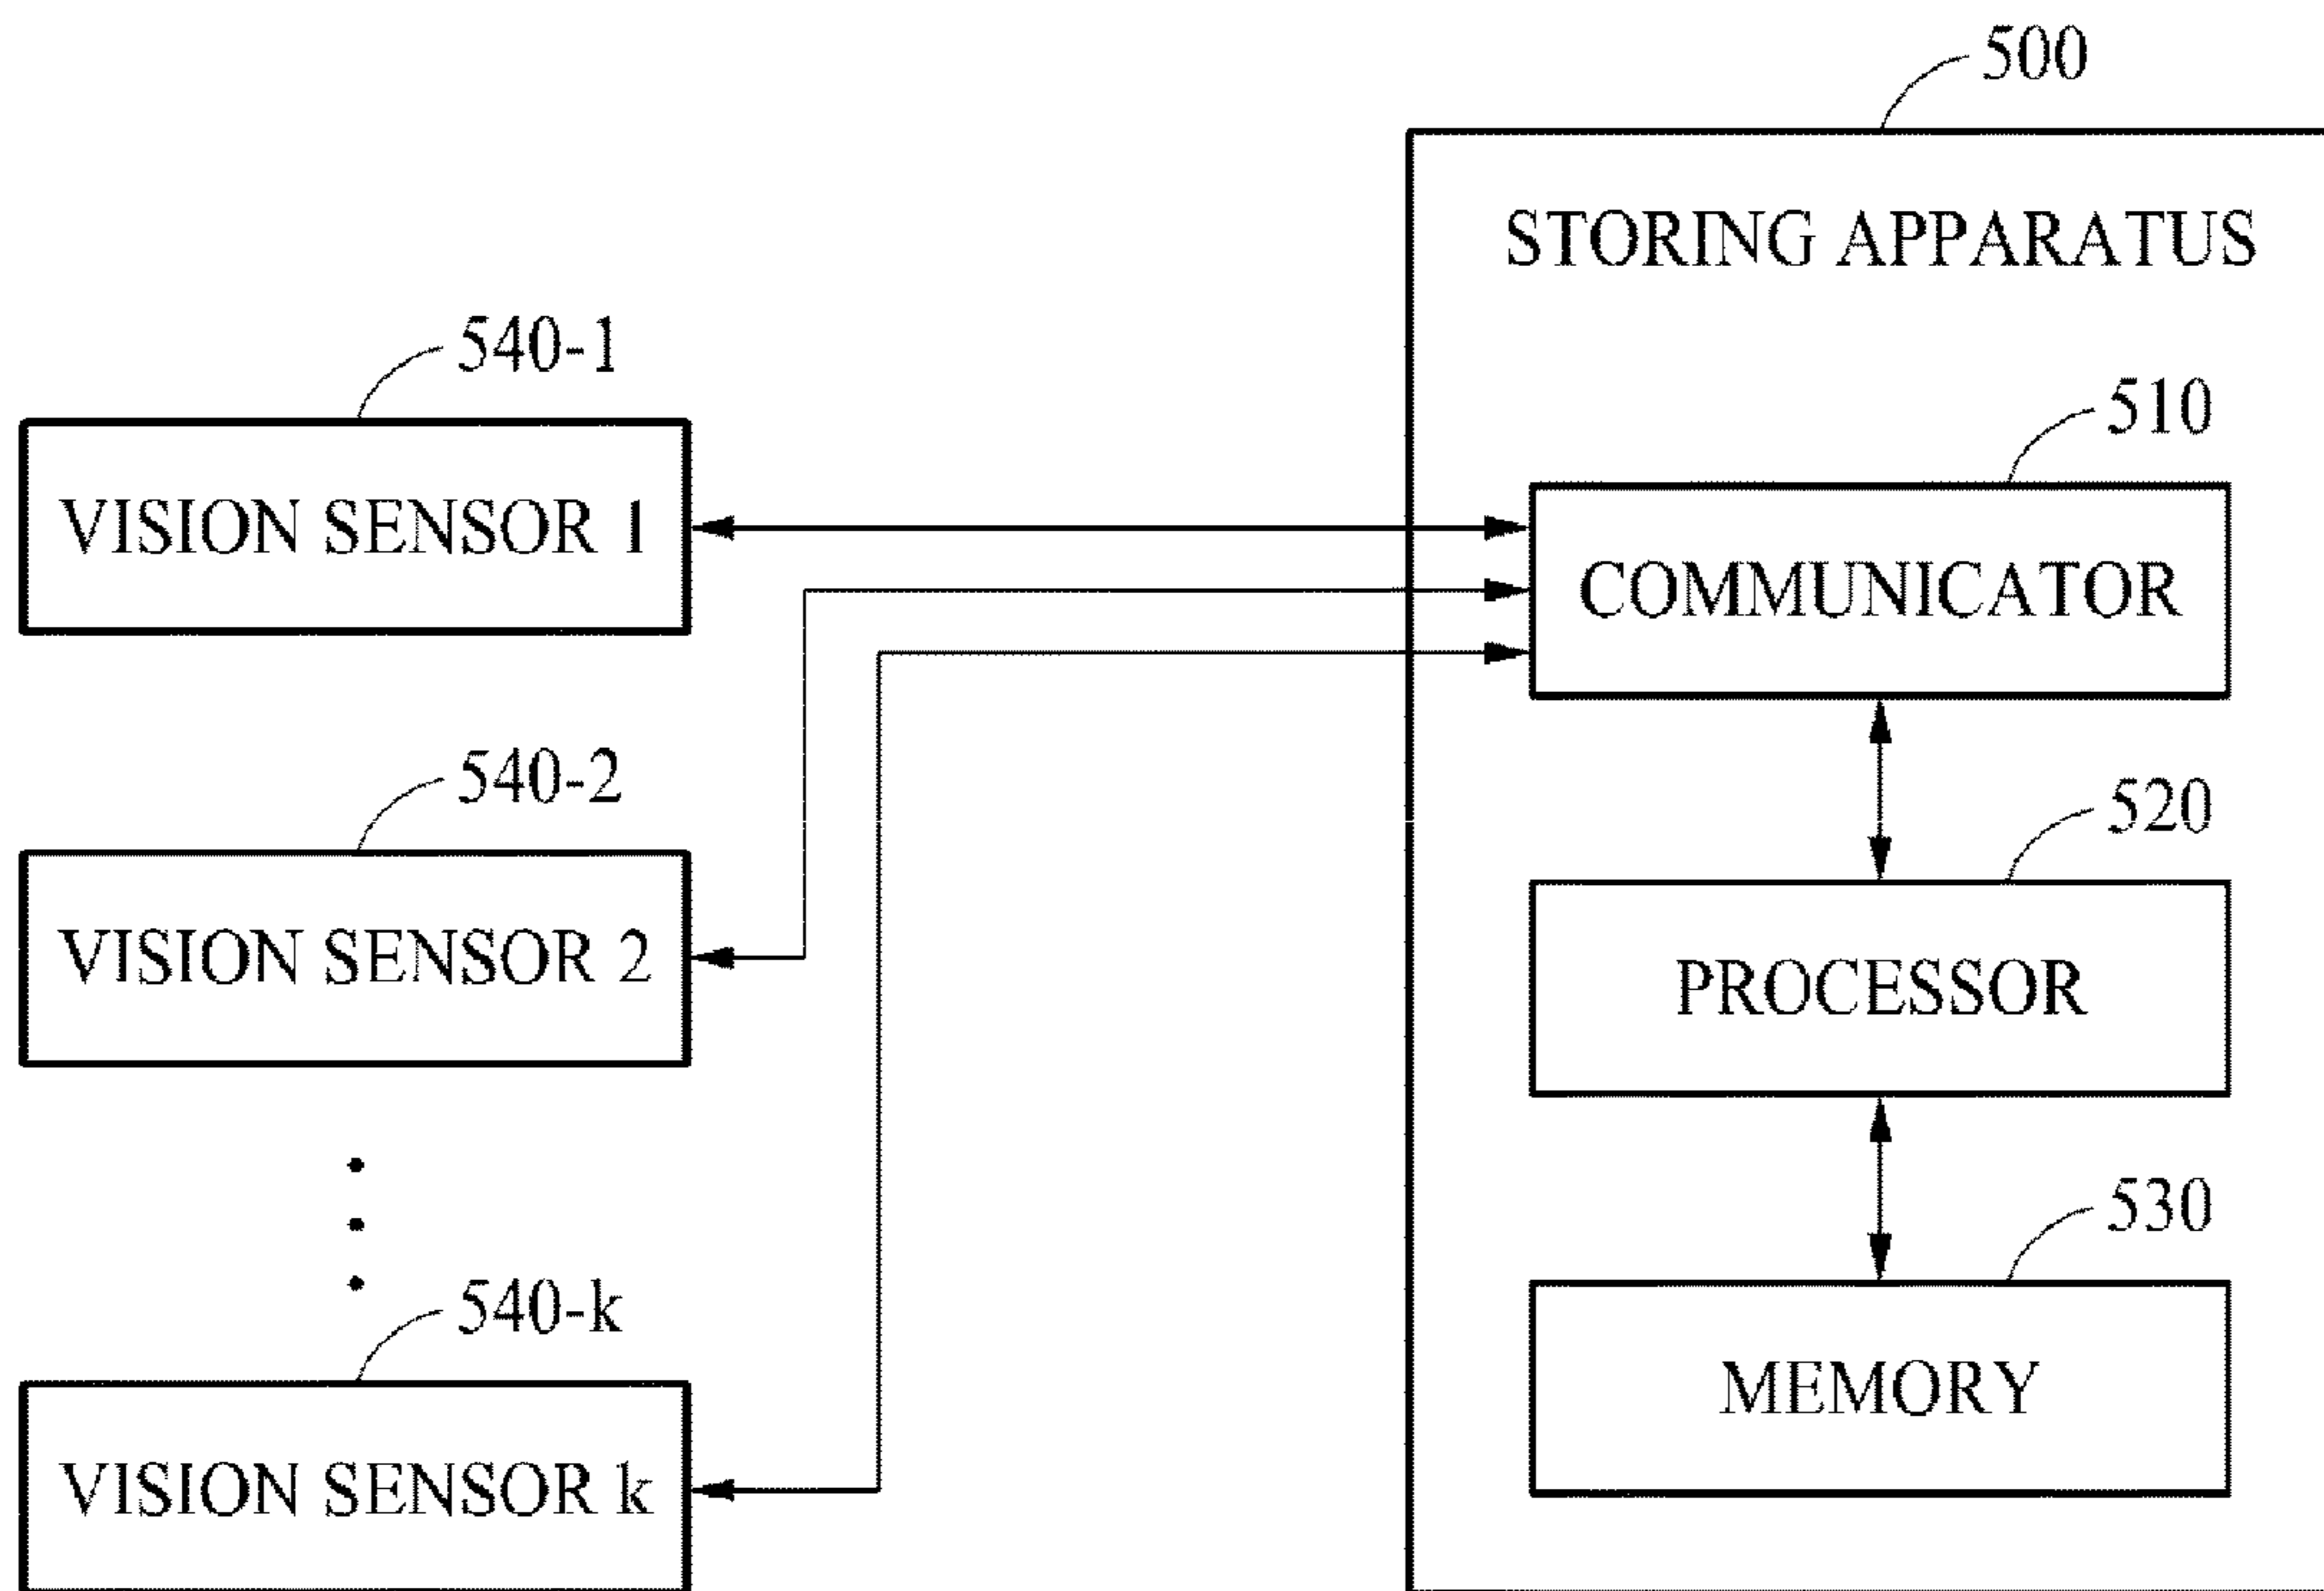 500
STORING APPARATUS
540-1
VISION SENSOR 1
510
COMMUNICATOR
540-2
VISION SENSOR 2
520
PROCESSOR
530
MEMORY
540-k
VISION SENSOR k